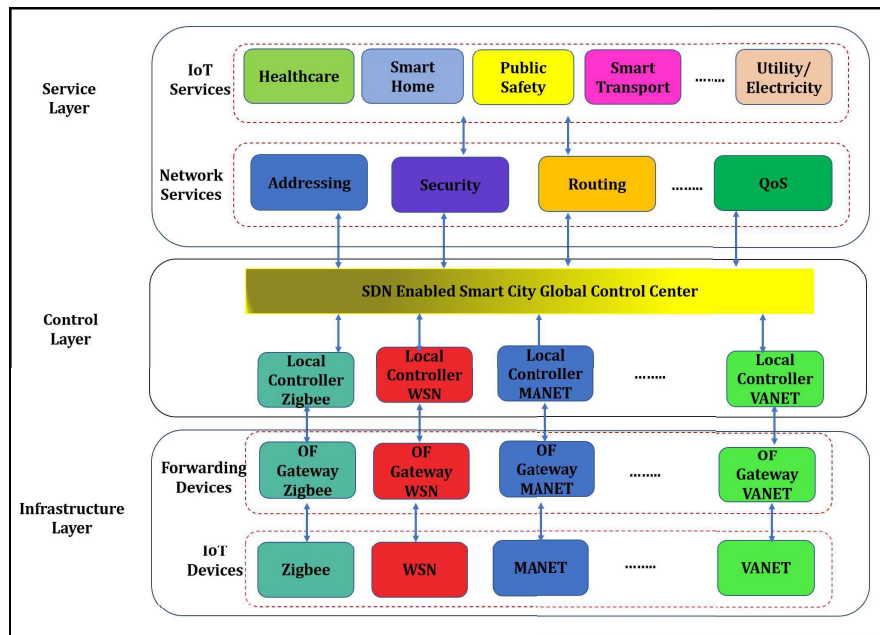 Service
Layer
IoT
Services
Healthcare
Smart
Home
Public
Safety
Smart
Transport
........
Utility/
Electricity
Network
Services
Addressing
Security
Routing
........
QoS
Control
Layer
SDN Enabled Smart City Global Control Center
Local
Controller
Zigbee
Local
Controller
WSN
Local
Controller
MANET
........
Local
Controller
VANET
Infrastructure
Layer
Forwarding
Devices
OF
Gateway
Zigbee
OF
Gateway
WSN
OF
Gateway
MANET
........
OF
Gateway
VANET
IoT
Devices
Zigbee
WSN
MANET
........
VANET